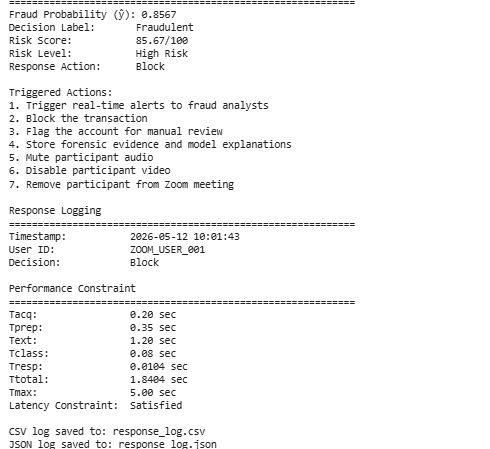 ======================================================
Fraud Probability (ŷ): 0.8567
Decision Label: Fraudulent
Risk Score: 85.67/100
Risk Level: High Risk
Response Action: Block
Triggered Actions:
1. Trigger real-time alerts to fraud analysts
2. Block the transaction
3. Flag the account for manual review
4. Store forensic evidence and model explanations
5. Mute participant audio
6. Disable participant video
7. Remove participant from Zoom meeting
Response Logging
======================================================
Timestamp: 2026-05-12 10:01:43
User ID: ZOOM_USER_001
Decision: Block
Performance Constraint
======================================================
Tacq: 0.20 sec
Tprep: 0.35 sec
Text: 1.20 sec
Tclass: 0.08 sec
Tresp: 0.0104 sec
Ttotal: 1.8404 sec
Tmax: 5.00 sec
Latency Constraint: Satisfied
CSV log saved to: response_log.csv
JSON log saved to: response_log.json